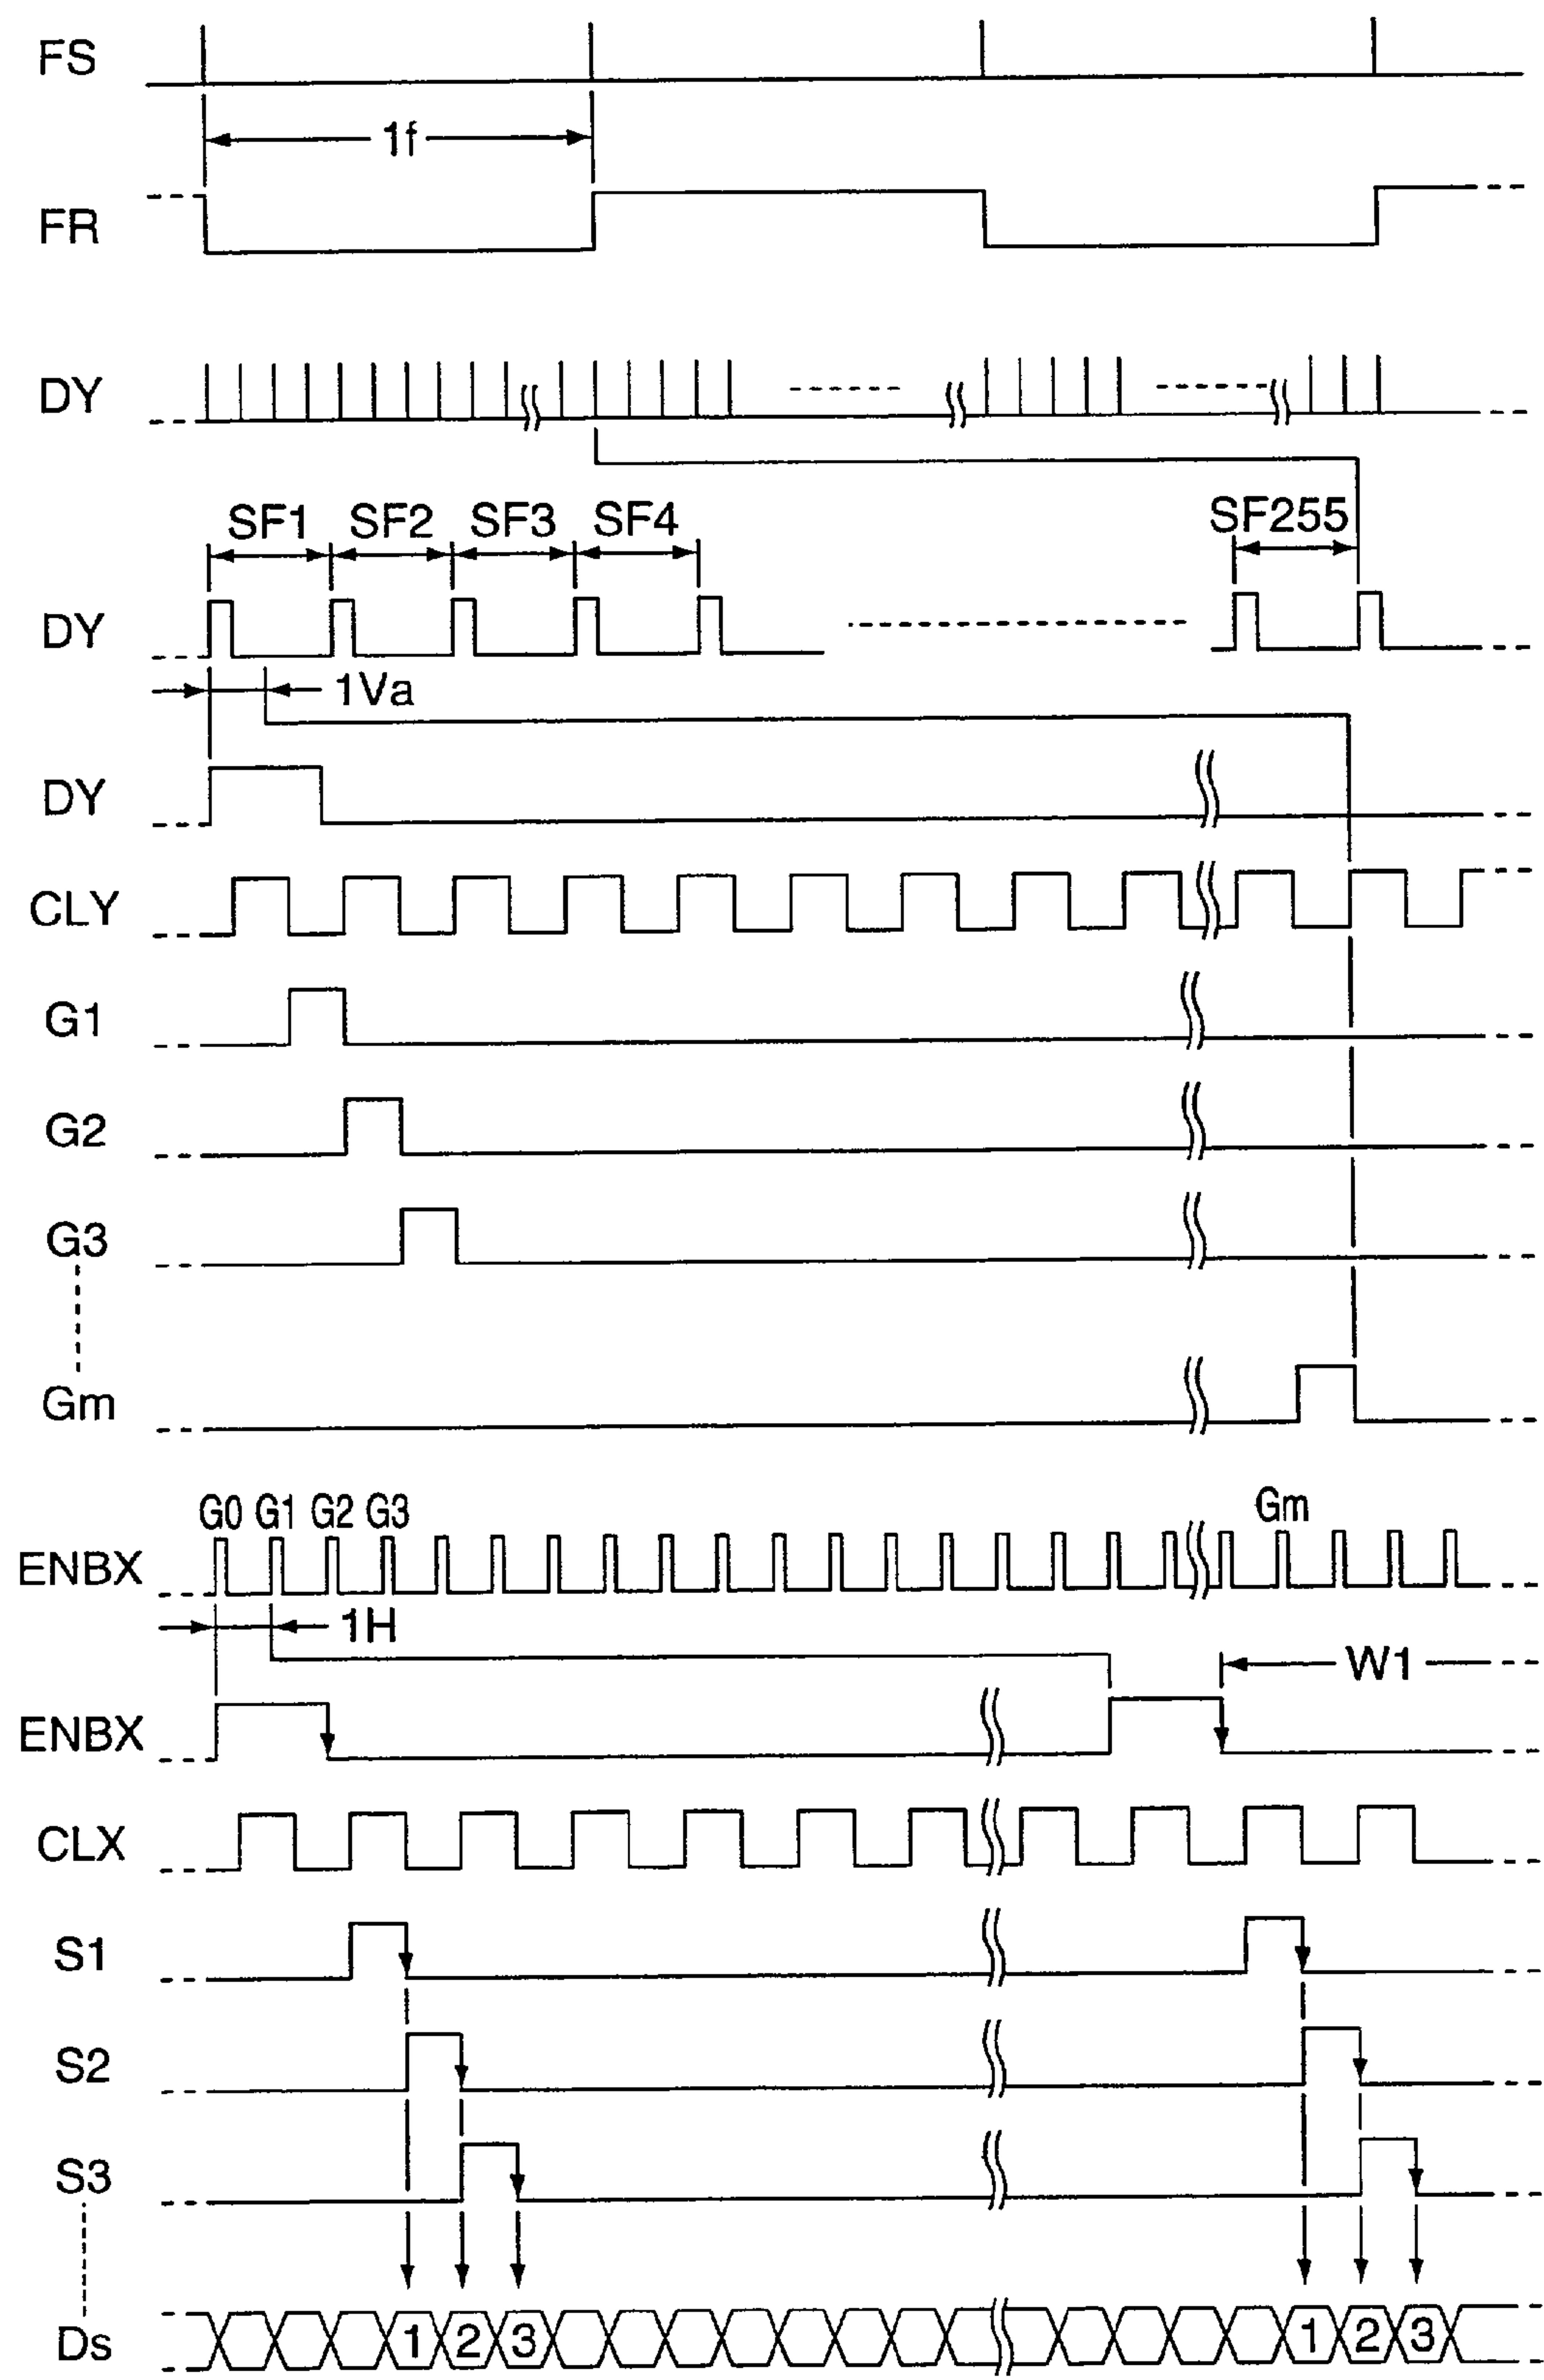 FS
1f
FR
DY
SF1 SF2 SF3 SF4 SF255
DY
1Va
DY
CLY
G1
G2
G3
Gm
G0 G1 G2 G3 Gm
ENBX
1H
W1
ENBX
CLX
S1
S2
S3
Ds 1 2 3 1 2 3